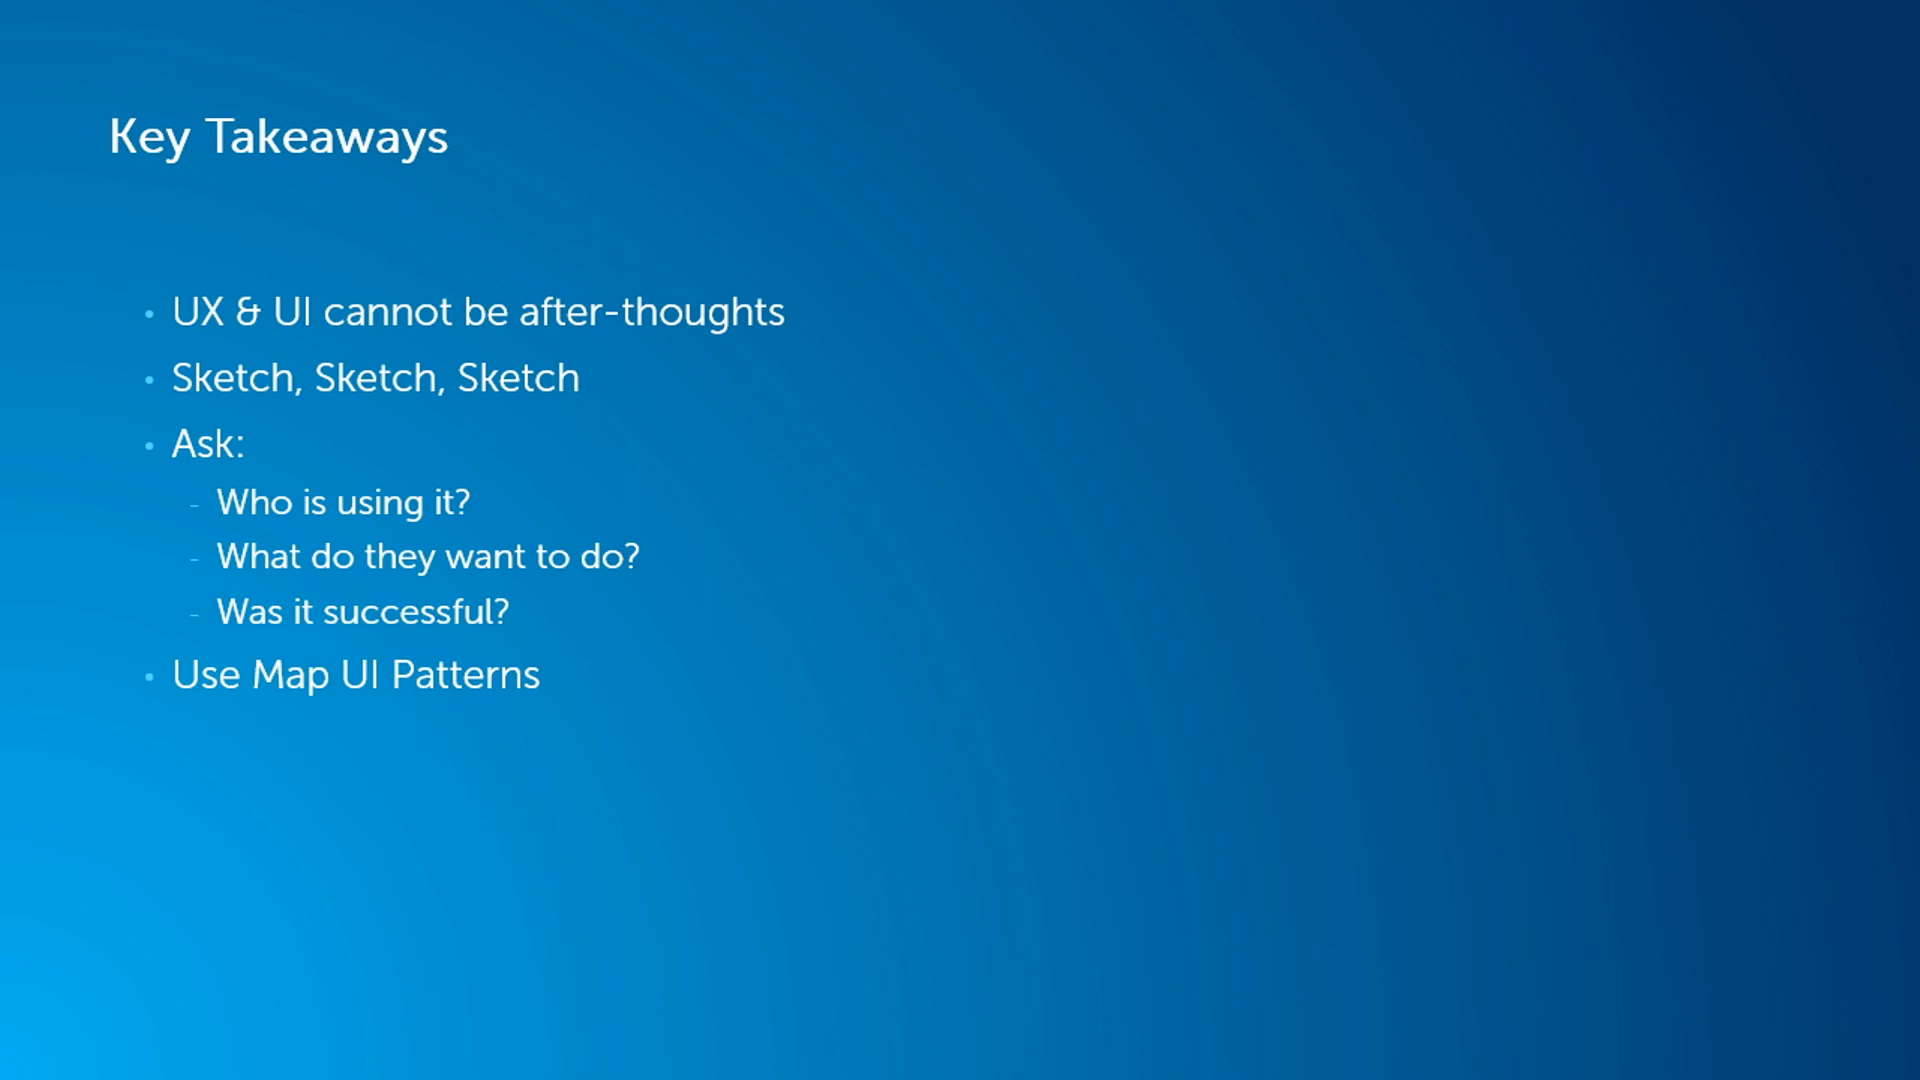 Key Takeaways
• UX & UI cannot be after-thoughts
• Sketch, Sketch, Sketch
• Ask:
- Who is using it?
- What do they want to do?
- Was it successful?
• Use Map UI Patterns